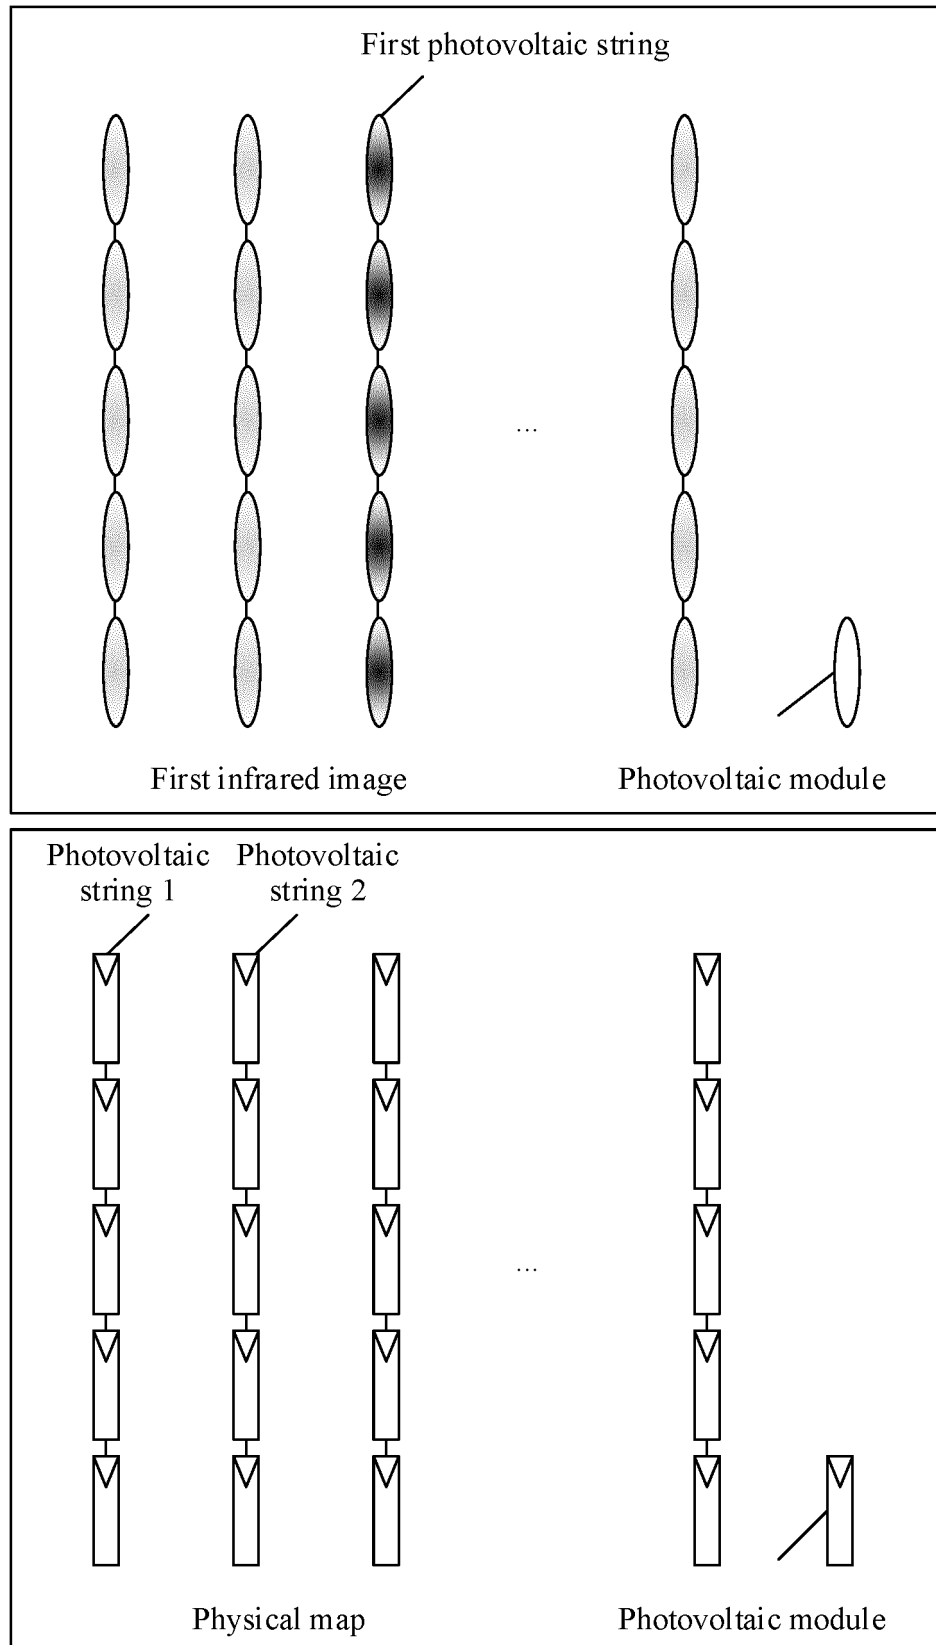 First photovoltaic string
...
First infrared image
Photovoltaic module
Photovoltaic
string 1
Photovoltaic
string 2
...
Physical map
Photovoltaic module